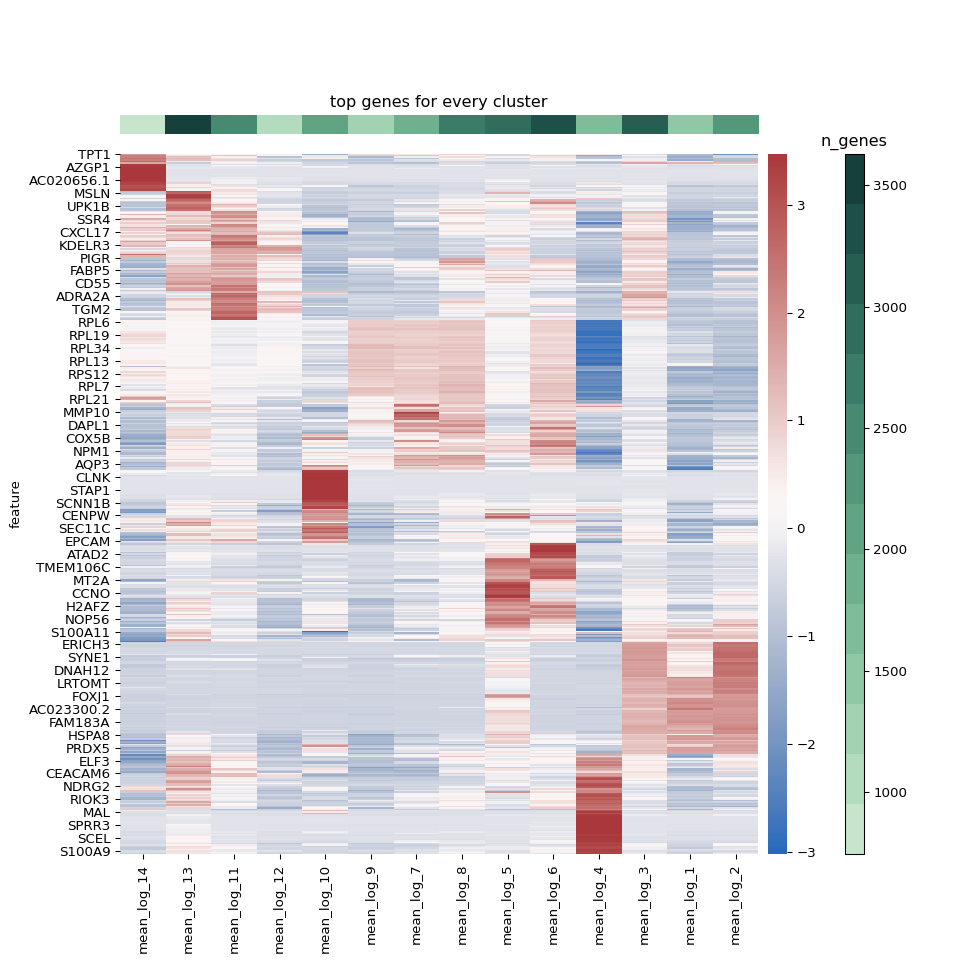 top genes for every cluster
n_genes
feature
TPT1
AZGP1
AC020656.1
MSLN
UPK1B
SSR4
CXCL17
KDELR3
PIGR
FABP5
CD55
ADRA2A
TGM2
RPL6
RPL19
RPL34
RPL13
RPS12
RPL7
RPL21
MMP10
DAPL1
COX5B
NPM1
AQP3
CLNK
STAP1
SCNN1B
CENPW
SEC11C
EPCAM
ATAD2
TMEM106C
MT2A
CCNO
H2AFZ
NOP56
S100A11
ERICH3
SYNE1
DNAH12
LRTOMT
FOXJ1
AC023300.2
FAM183A
HSPA8
PRDX5
ELF3
CEACAM6
NDRG2
RIOK3
MAL
SPRR3
SCEL
S100A9
3
2
1
0
−1
−2
−3
3500
3000
2500
2000
1500
1000
mean_log_14
mean_log_13
mean_log_11
mean_log_12
mean_log_10
mean_log_9
mean_log_7
mean_log_8
mean_log_5
mean_log_6
mean_log_4
mean_log_3
mean_log_1
mean_log_2